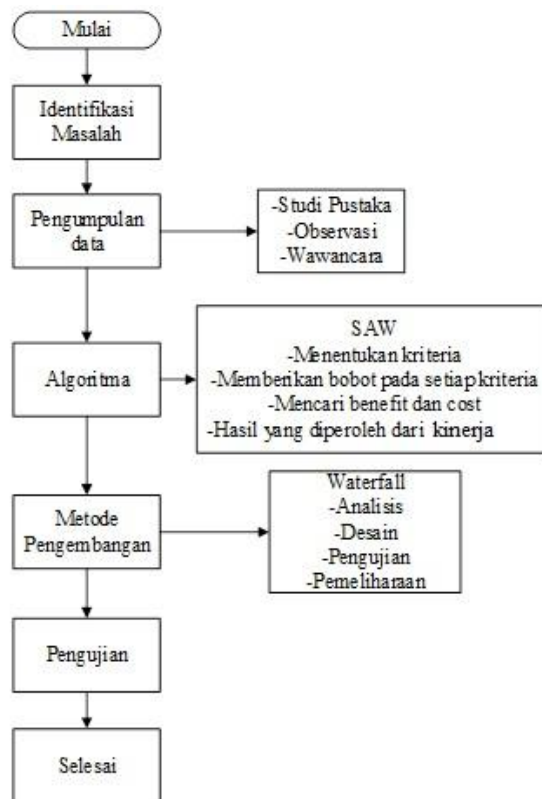 Mulai
Identifikasi
Masalah
Pengumpulan
data
-Studi Pustaka
-Observasi
-Wawancara
Algoritma
SAW
-Menentukan kriteria
-Memberikan bobot pada setiap kriteria
-Mencari benefit dan cost
-Hasil yang diperoleh dari kinerja
Metode
Pengembangan
Waterfall
-Analisis
-Desain
-Pengujian
-Pemeliharaan
Pengujian
Selesai